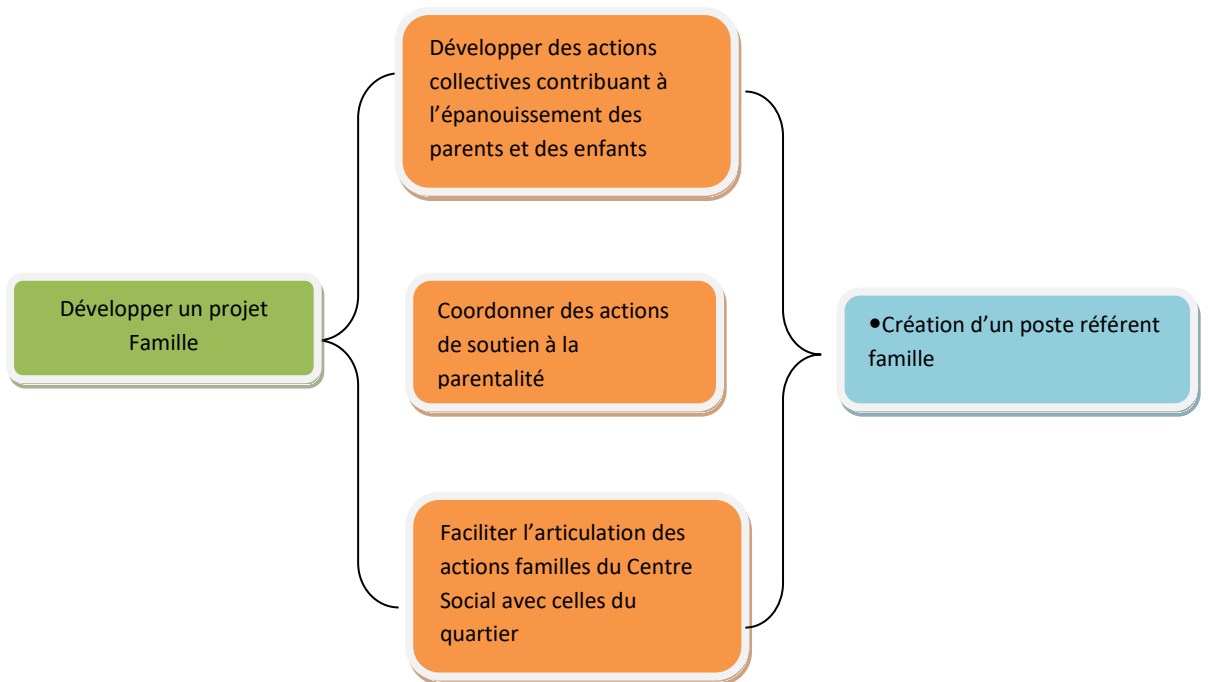 Développer des actions
collectives contribuant à
l’épanouissement des
parents et des enfants
Développer un projet
Famille
Coordonner des actions
de soutien à la
parentalité
•Création d’un poste référent
famille
Faciliter l’articulation des
actions familles du Centre
Social avec celles du
quartier